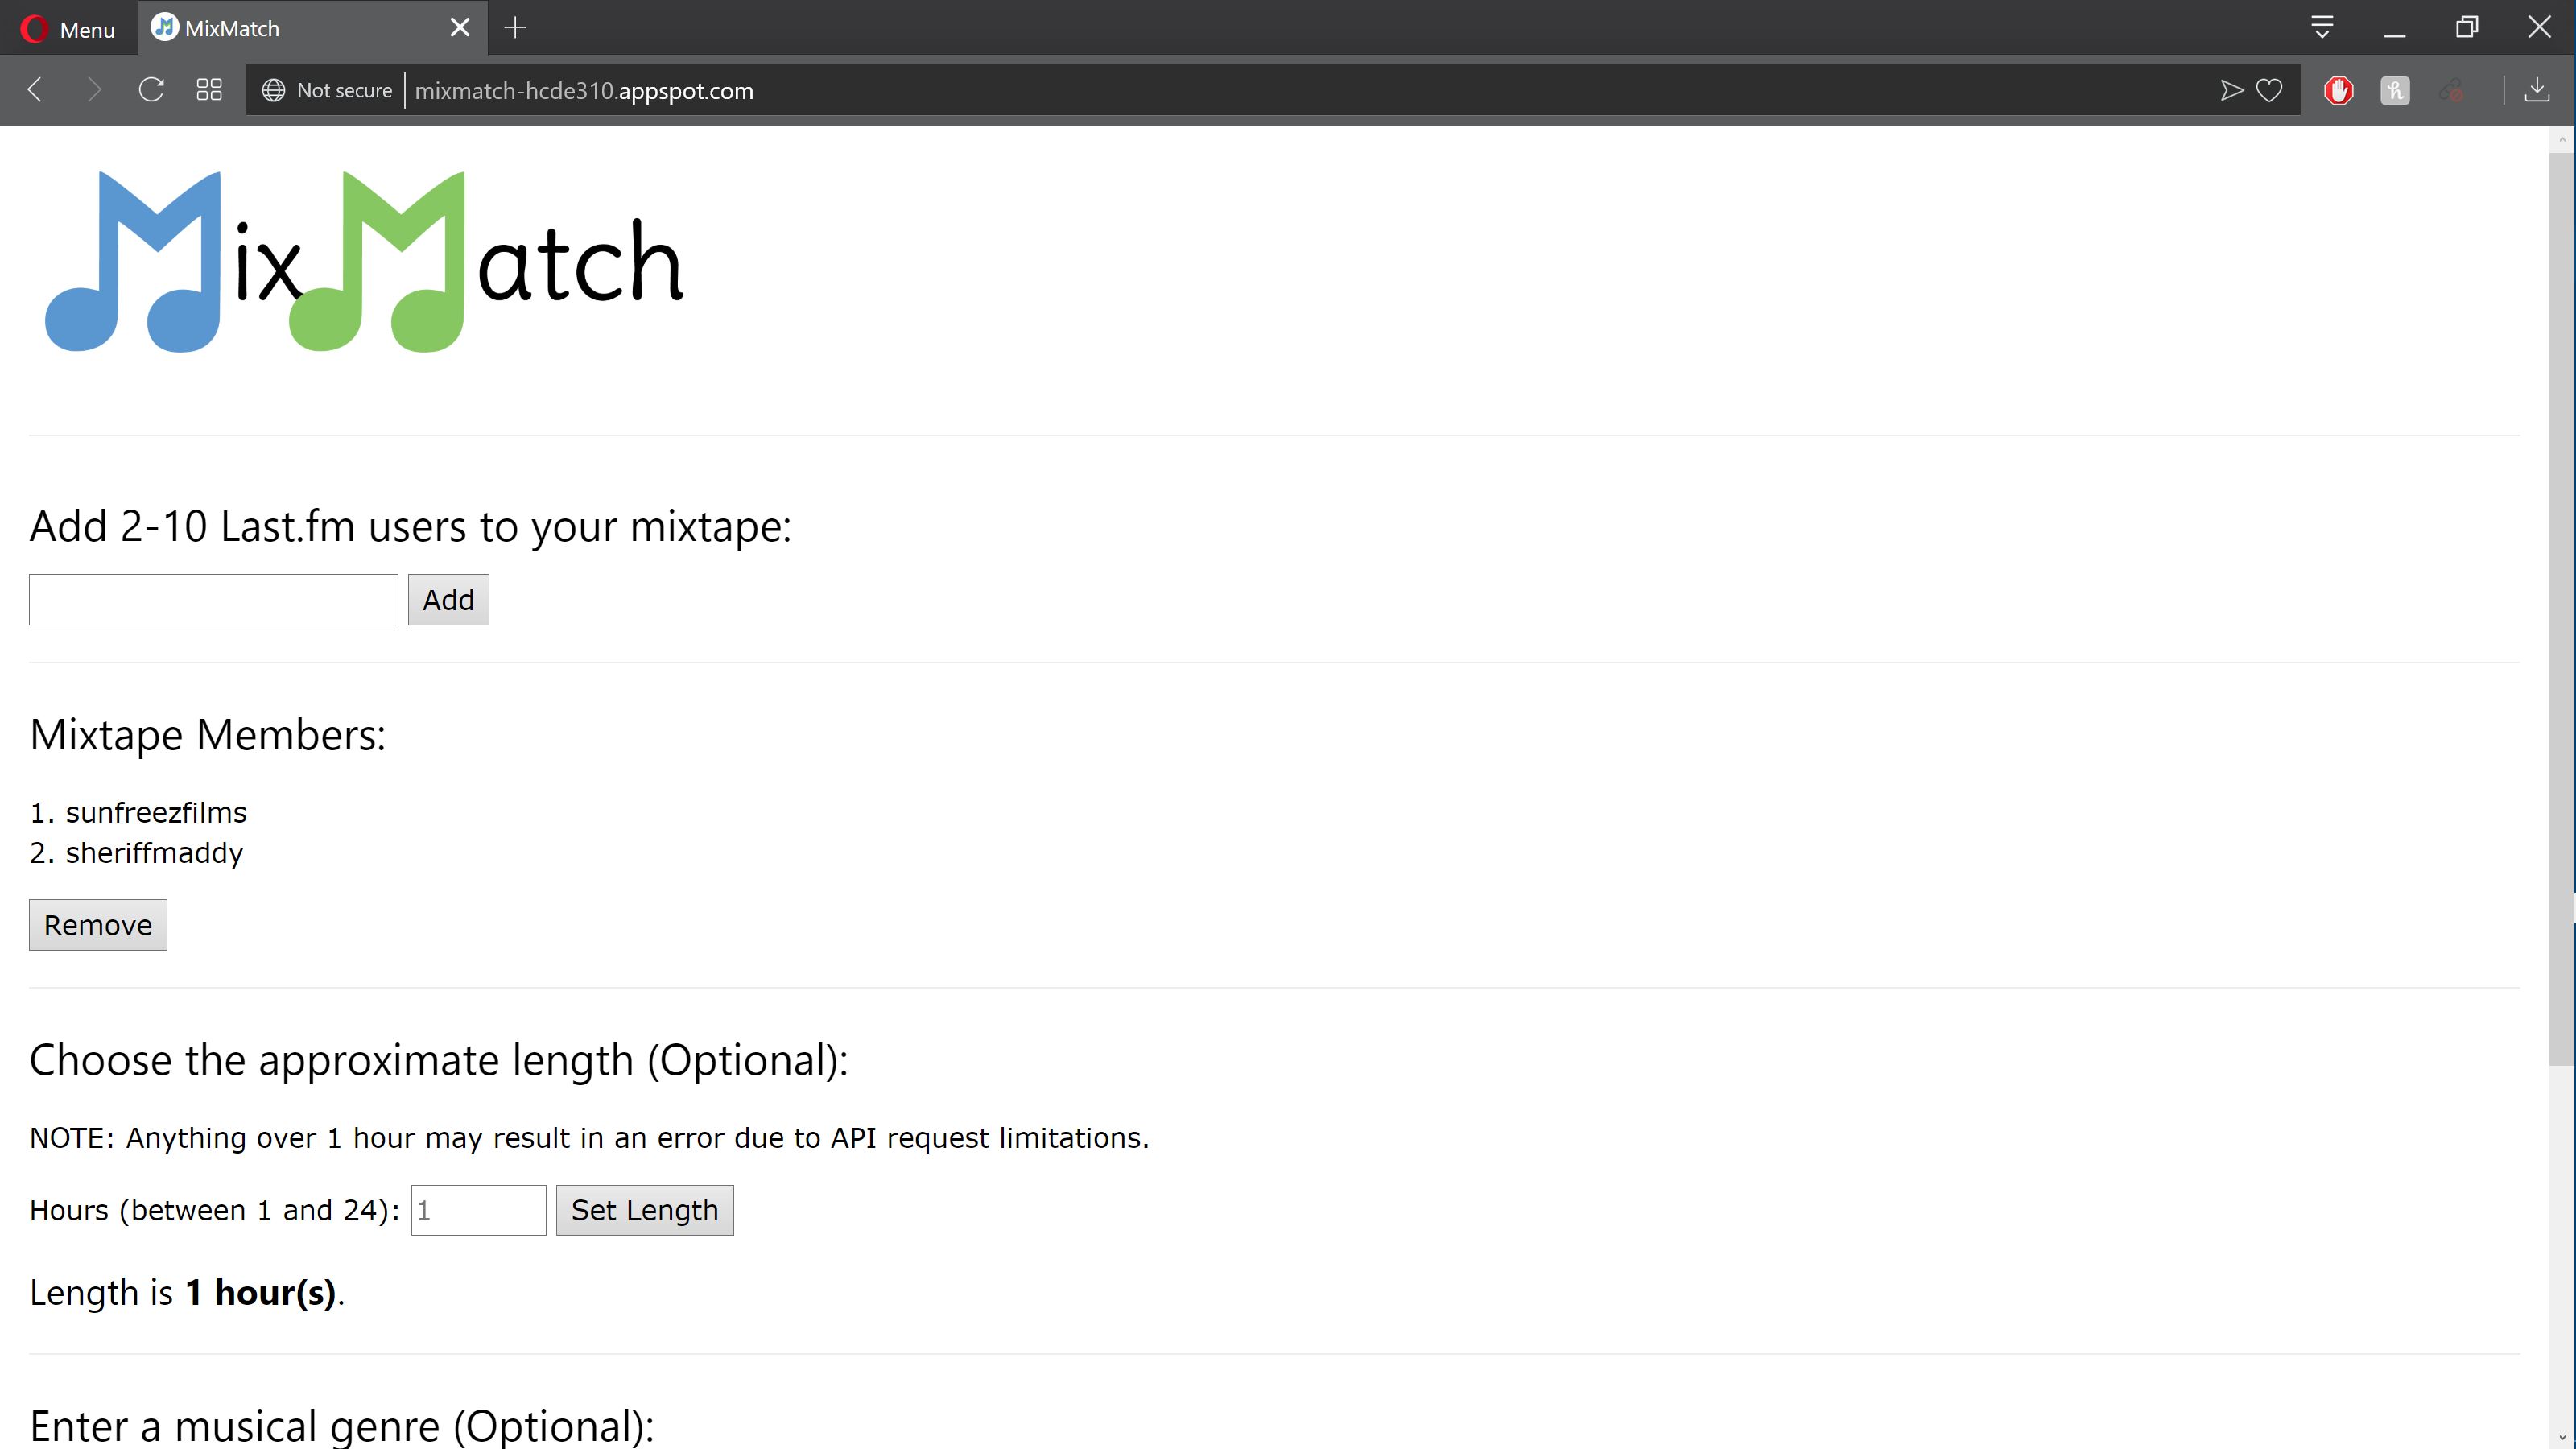 Menu
MixMatch
Not secure
mixmatch-hcde310.appspot.com
MixMatch
Add 2-10 Last.fm users to your mixtape:
Add
Mixtape Members:
1. sunfreezfilms
2. sheriffmaddy
Remove
Choose the approximate length (Optional):
NOTE: Anything over 1 hour may result in an error due to API request limitations.
Hours (between 1 and 24): 1 Set Length
Length is 1 hour(s).
Enter a musical genre (Optional):